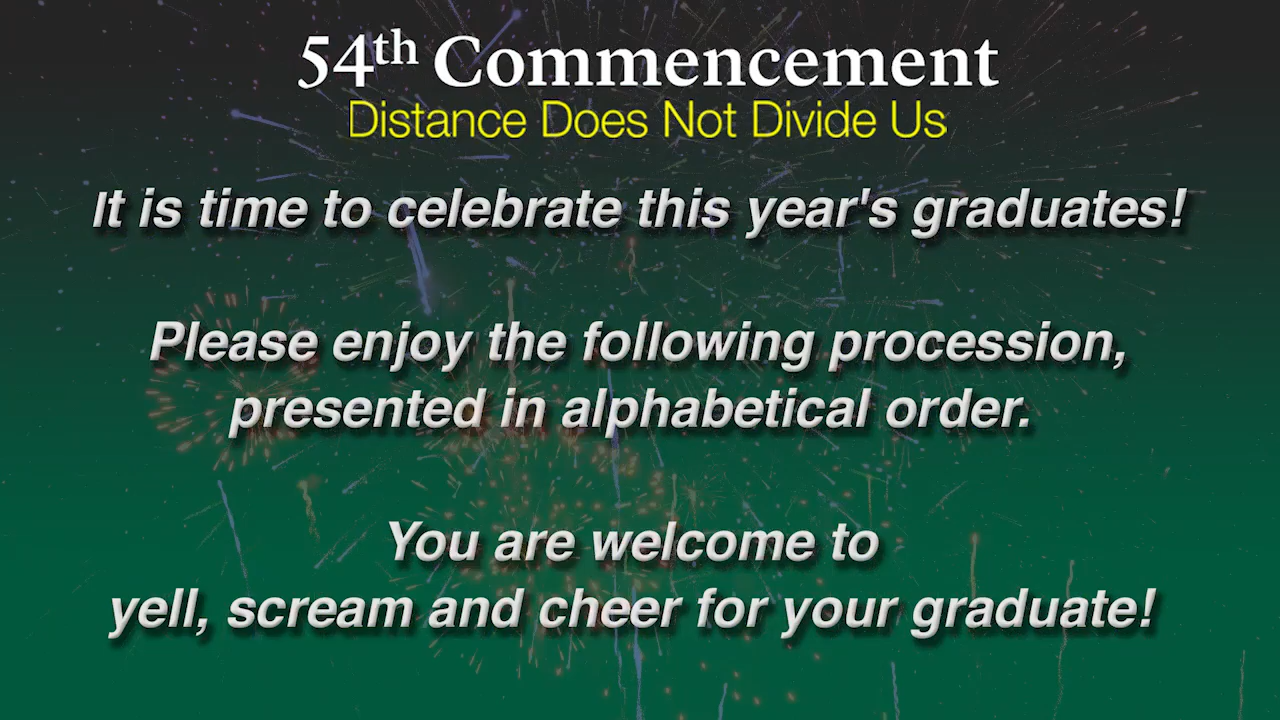 54th Commencement
Distance Does Not Divide Us
It is time to celebrate this year's graduates!
Please enjoy the following procession,
presented in alphabetical order.
You are welcome to
yell, scream and cheer for your graduate!